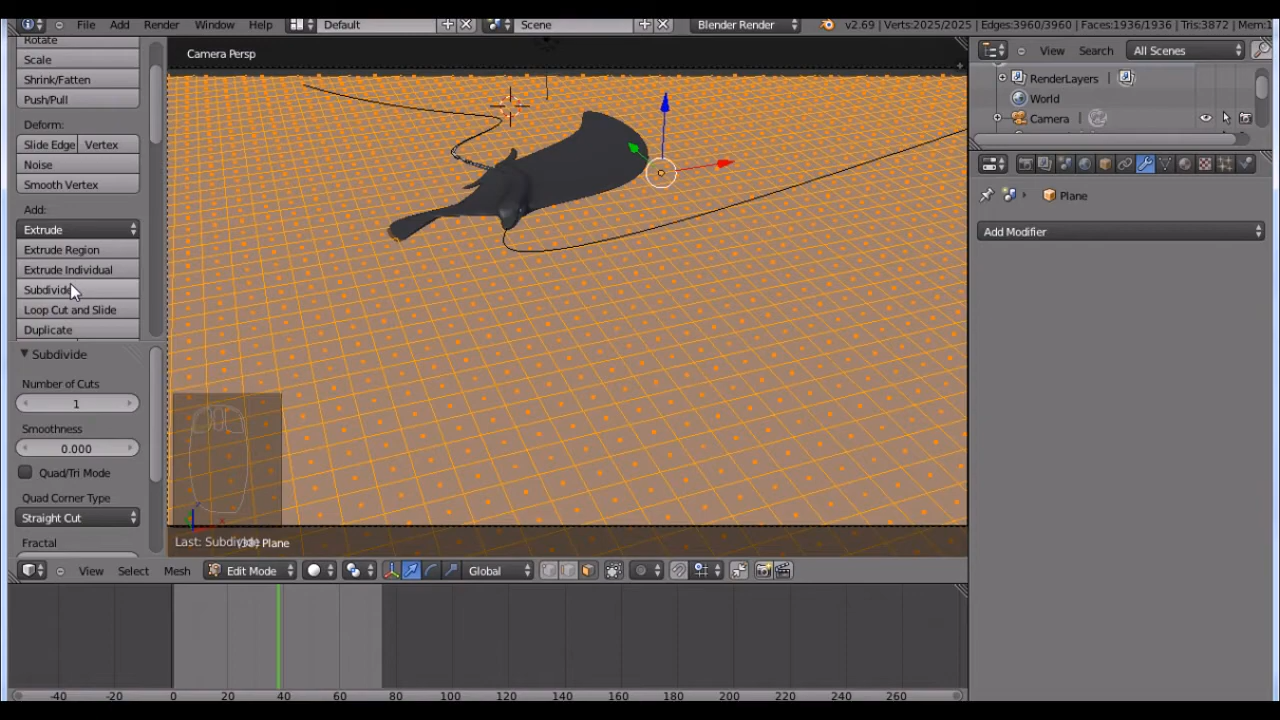 File Add Render Window Help Default Scene Blender Render v2.69 | Verts:2025/2025 | Edges:3960/3960 | Faces:1936/1936 | Tris:3872 | Mem:1
Rotate
Scale
Shrink/Fatten
Push/Pull
Deform:
Slide Edge Vertex
Noise
Smooth Vertex
Add:
Extrude
Extrude Region
Extrude Individual
Subdivide
Loop Cut and Slide
Duplicate
Subdivide
Number of Cuts
1
Smoothness
0.000
Quad/Tri Mode
Quad Corner Type
Straight Cut
Fractal
Camera Persp
Last: Subdivide
Plane
View Select Mesh Edit Mode Global
-40 -20 0 20 40 60 80 100 120 140 160 180 200 220 240 260
View Search All Scenes
RenderLayers
World
Camera
Plane
Add Modifier